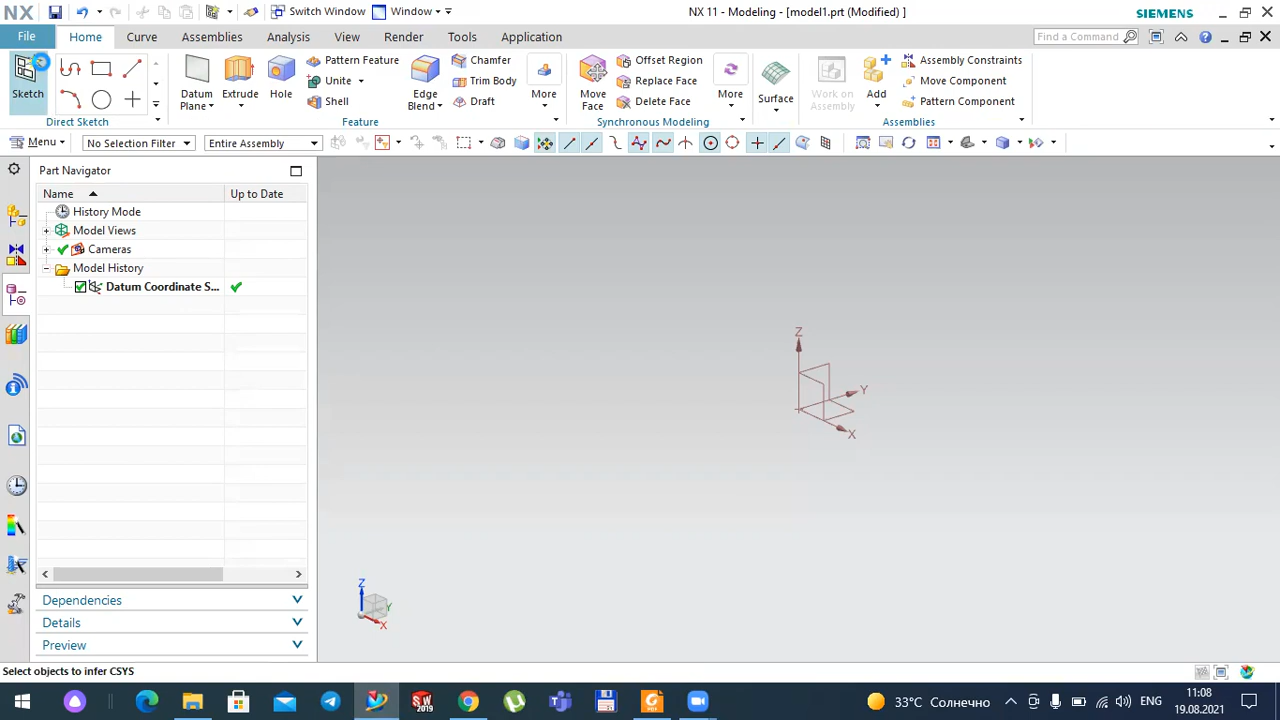 NX
Switch Window
Window
NX 11 - Modeling - [model1.prt (Modified) ]
SIEMENS
File
Home
Curve
Assemblies
Analysis
View
Render
Tools
Application
Find a Command
Sketch
Direct Sketch
Datum
Plane
Extrude
Hole
Pattern Feature
Unite
Shell
Edge
Blend
Chamfer
Trim Body
Draft
More
Feature
Move
Face
Offset Region
Replace Face
Delete Face
More
Synchronous Modeling
Surface
Work on
Assembly
Add
Assembly Constraints
Move Component
Pattern Component
Assemblies
Menu
No Selection Filter
Entire Assembly
Part Navigator
Name
Up to Date
History Mode
Model Views
Cameras
Model History
Datum Coordinate S...
Z
Y
X
Z
Y
X
Dependencies
Details
Preview
Select objects to infer CSYS
SW
2019
PDF
33°C Солнечно
ENG
11:08
19.08.2021